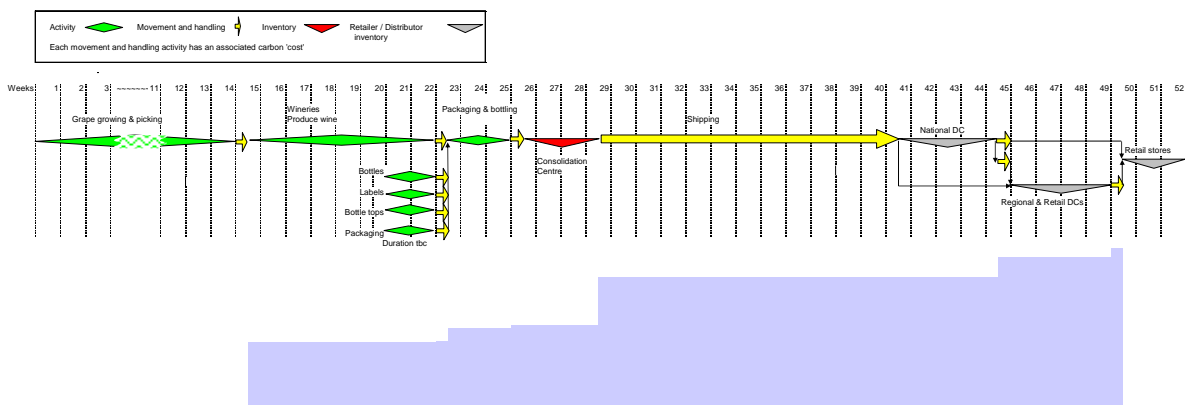 Activity Movement and handling Inventory Retailer / Distributor
inventory
Each movement and handling activity has an associated carbon 'cost'
Weeks 1 2 3 ~~~~~~- 11 12 13 14 15 16 17 18 19 20 21 22 23 24 25 26 27 28 29 30 31 32 33 34 35 36 37 38 39 40 41 42 43 44 45 46 47 48 49 50 51 52
Wineries
Packaging & bottling
Grape growing & picking
Produce wine
Shipping
National DC
Retail stores
Consolidation
Centre
Bottles
Labels
Bottle tops
Packaging
Duration tbc
Regional & Retail DCs